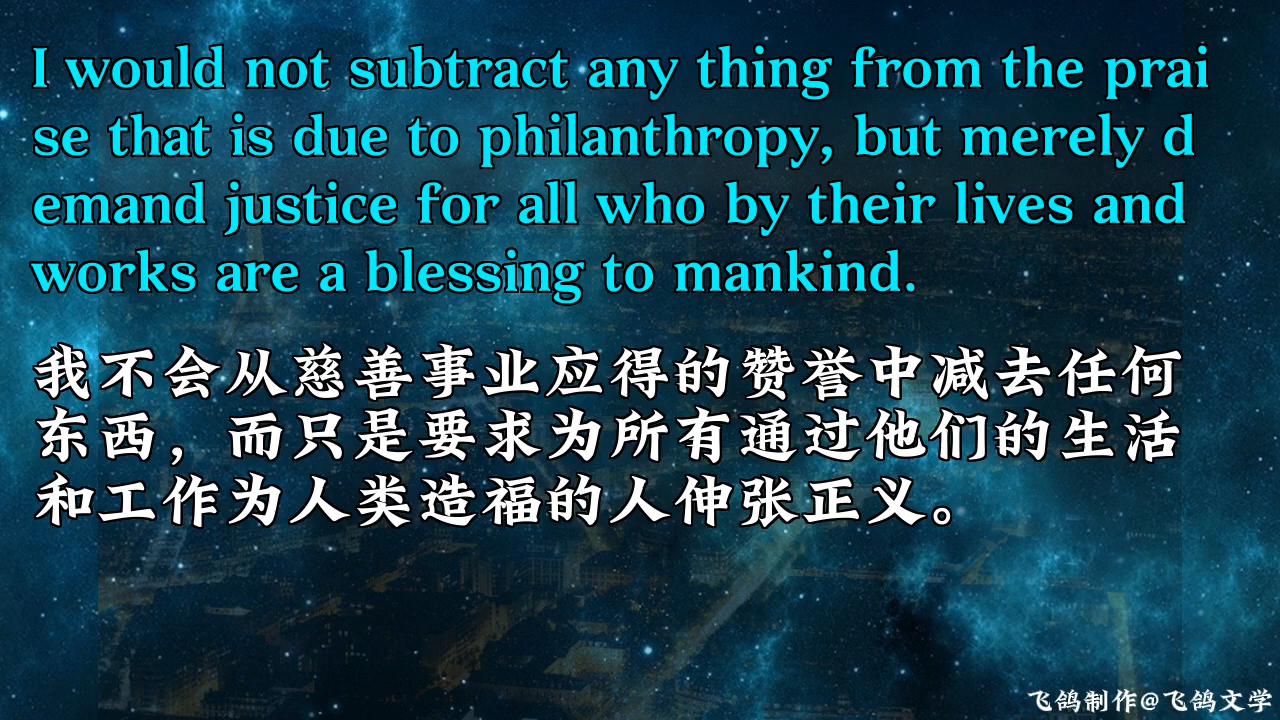 I would not subtract any thing from the prai
se that is due to philanthropy, but merely d
emand justice for all who by their lives and
works are a blessing to mankind.
我不会从慈善事业应得的赞誉中减去任何
东西，而只是要求为所有通过他们的生活
和工作为人类造福的人伸张正义。
飞鸽制作@飞鸽文学